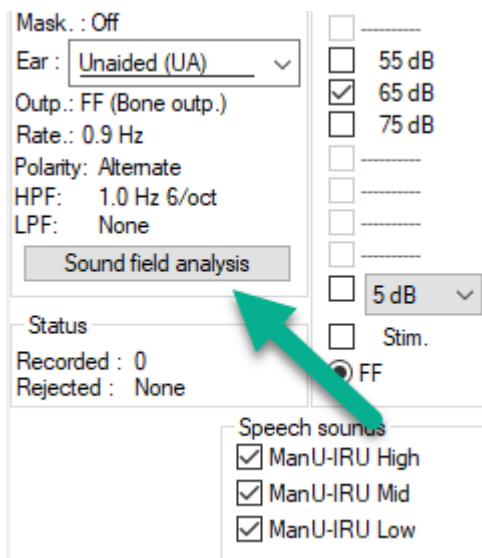 Mask. : Off
Ear : Unaided (UA)
Outp.: FF (Bone outp.)
Rate.: 0.9 Hz
Polarity: Alternate
HPF: 1.0 Hz 6/oct
LPF: None
Sound field analysis
Status
Recorded : 0
Rejected : None
----------
55 dB
65 dB
75 dB
----------
----------
----------
----------
5 dB
Stim.
FF
Speech sounds
ManU-IRU High
ManU-IRU Mid
ManU-IRU Low